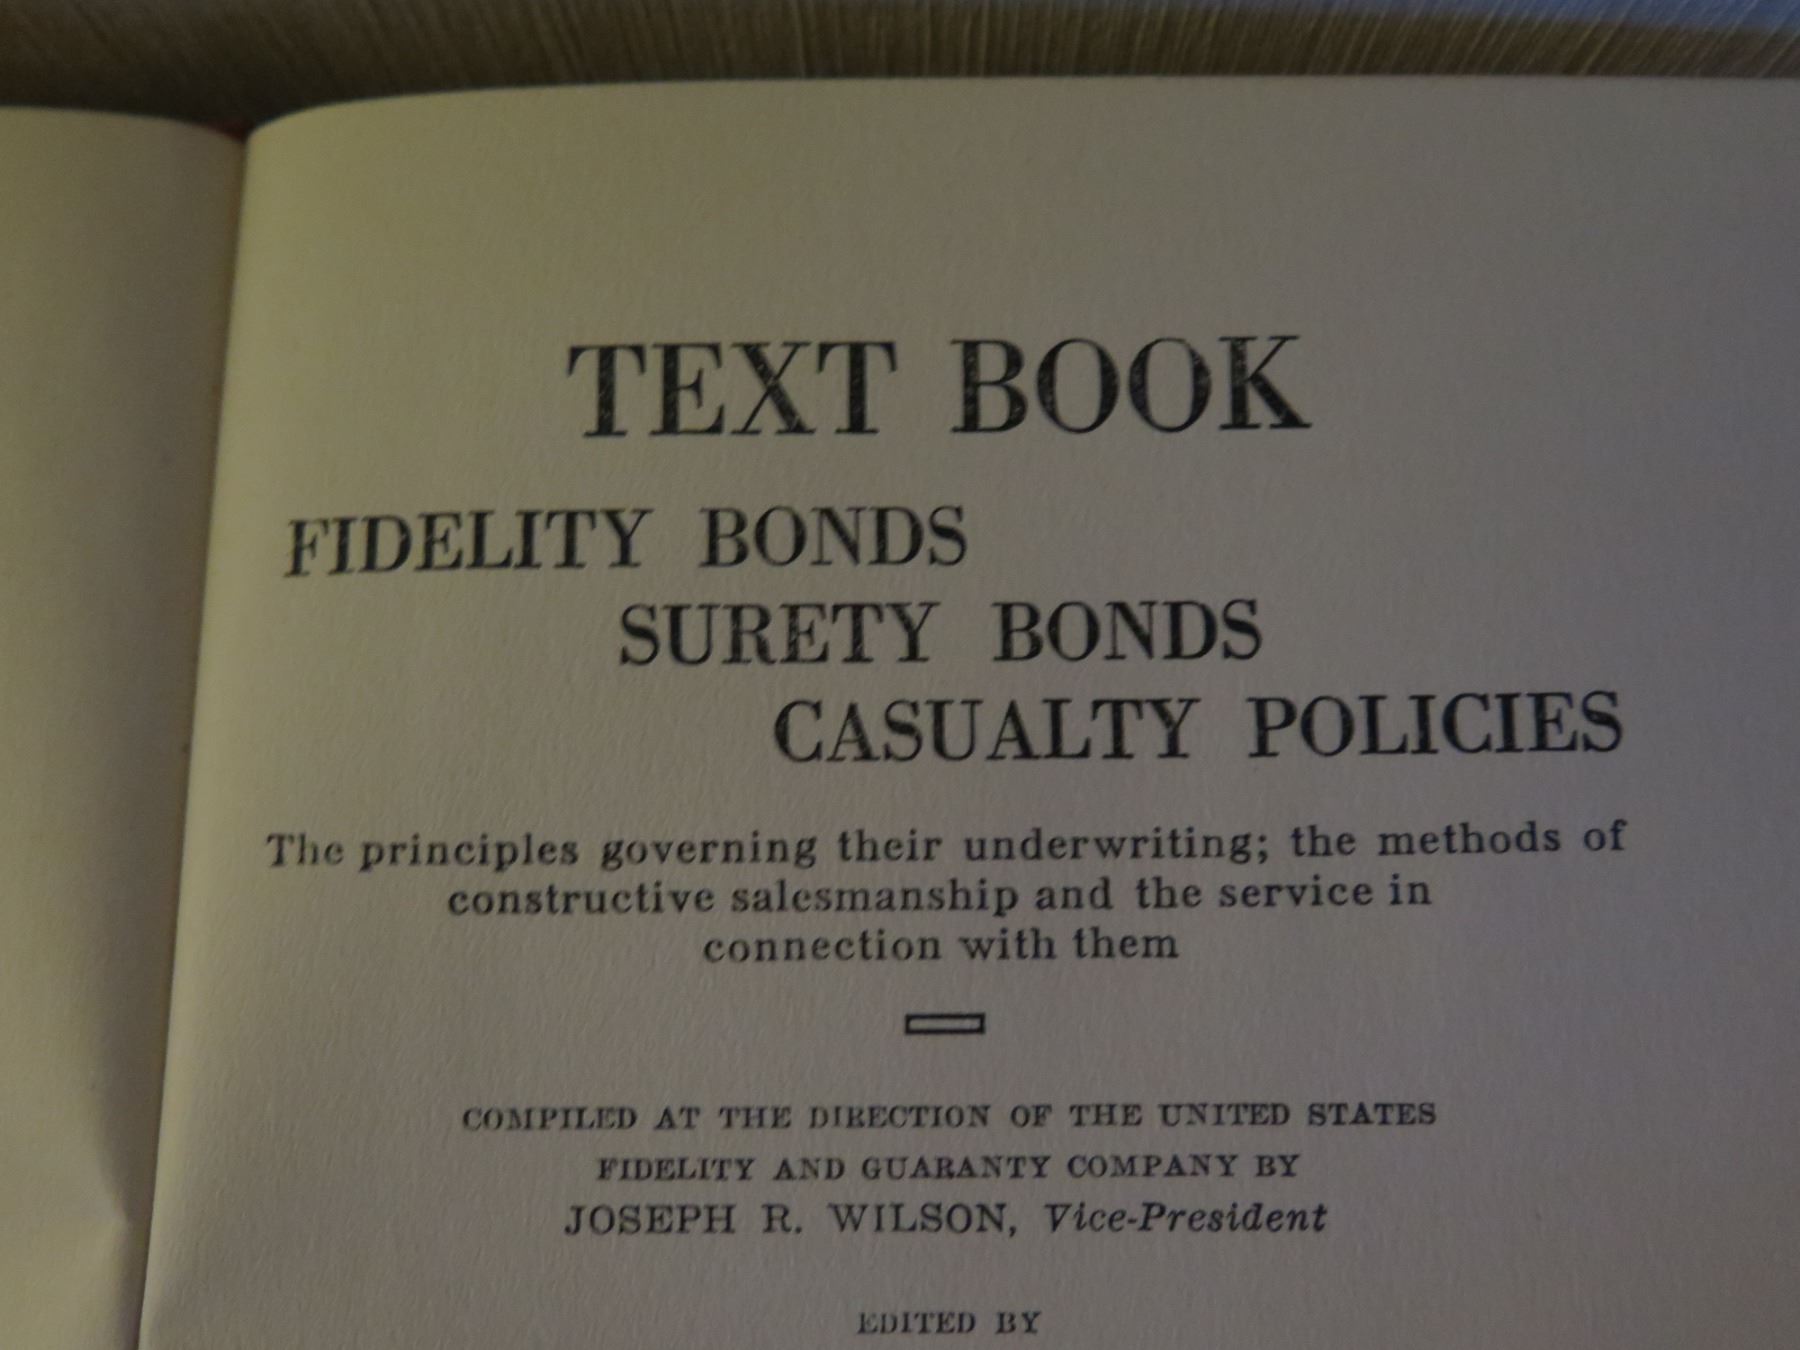 TEXT BOOK
FIDELITY BONDS
SURETY BONDS
CASUALTY POLICIES
The principles governing their underwriting; the methods of
constructive salesmanship and the service in
connection with them
COMPILED AT THE DIRECTION OF THE UNITED STATES
FIDELITY AND GUARANTY COMPANY BY
JOSEPH R. WILSON, Vice-President
EDITED BY